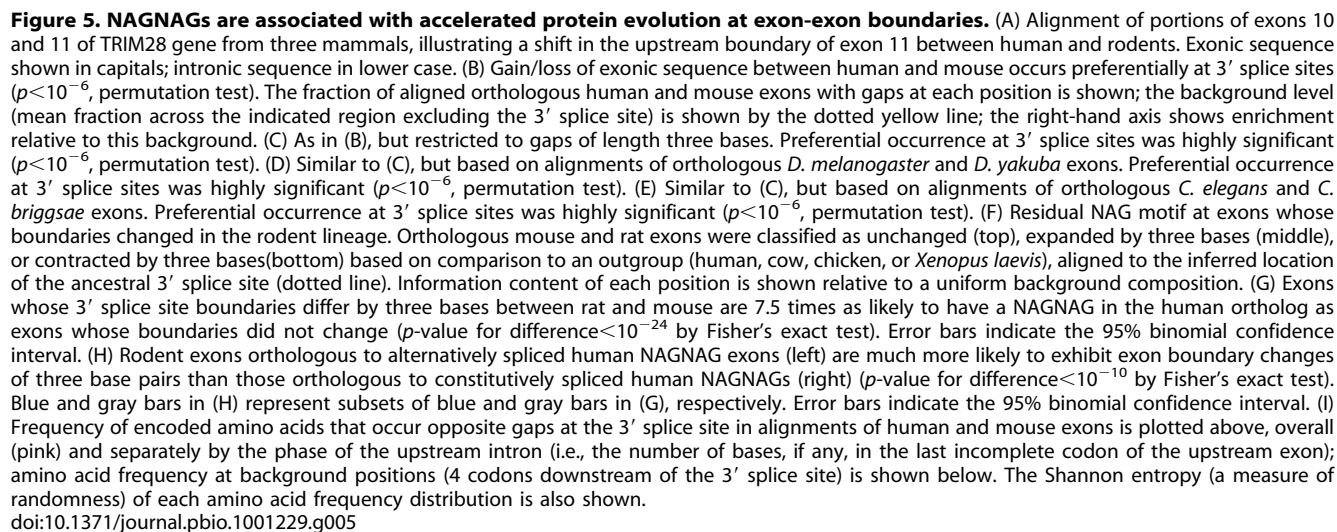 Figure 5. NAGNAGs are associated with accelerated protein evolution at exon-exon boundaries. (A) Alignment of portions of exons 10
and 11 of TRIM28 gene from three mammals, illustrating a shift in the upstream boundary of exon 11 between human and rodents. Exonic sequence
shown in capitals; intronic sequence in lower case. (B) Gain/loss of exonic sequence between human and mouse occurs preferentially at 3′ splice sites
(p<10−6, permutation test). The fraction of aligned orthologous human and mouse exons with gaps at each position is shown; the background level
(mean fraction across the indicated region excluding the 3′ splice site) is shown by the dotted yellow line; the right-hand axis shows enrichment
relative to this background. (C) As in (B), but restricted to gaps of length three bases. Preferential occurrence at 3′ splice sites was highly significant
(p<10−6, permutation test). (D) Similar to (C), but based on alignments of orthologous D. melanogaster and D. yakuba exons. Preferential occurrence
at 3′ splice sites was highly significant (p<10−6, permutation test). (E) Similar to (C), but based on alignments of orthologous C. elegans and C.
briggsae exons. Preferential occurrence at 3′ splice sites was highly significant (p<10−6, permutation test). (F) Residual NAG motif at exons whose
boundaries changed in the rodent lineage. Orthologous mouse and rat exons were classified as unchanged (top), expanded by three bases (middle),
or contracted by three bases(bottom) based on comparison to an outgroup (human, cow, chicken, or Xenopus laevis), aligned to the inferred location
of the ancestral 3′ splice site (dotted line). Information content of each position is shown relative to a uniform background composition. (G) Exons
whose 3′ splice site boundaries differ by three bases between rat and mouse are 7.5 times as likely to have a NAGNAG in the human ortholog as
exons whose boundaries did not change (p-value for difference<10−24 by Fisher's exact test). Error bars indicate the 95% binomial confidence
interval. (H) Rodent exons orthologous to alternatively spliced human NAGNAG exons (left) are much more likely to exhibit exon boundary changes
of three base pairs than those orthologous to constitutively spliced human NAGNAGs (right) (p-value for difference<10−10 by Fisher's exact test).
Blue and gray bars in (H) represent subsets of blue and gray bars in (G), respectively. Error bars indicate the 95% binomial confidence interval. (I)
Frequency of encoded amino acids that occur opposite gaps at the 3′ splice site in alignments of human and mouse exons is plotted above, overall
(pink) and separately by the phase of the upstream intron (i.e., the number of bases, if any, in the last incomplete codon of the upstream exon);
amino acid frequency at background positions (4 codons downstream of the 3′ splice site) is shown below. The Shannon entropy (a measure of
randomness) of each amino acid frequency distribution is also shown.
doi:10.1371/journal.pbio.1001229.g005